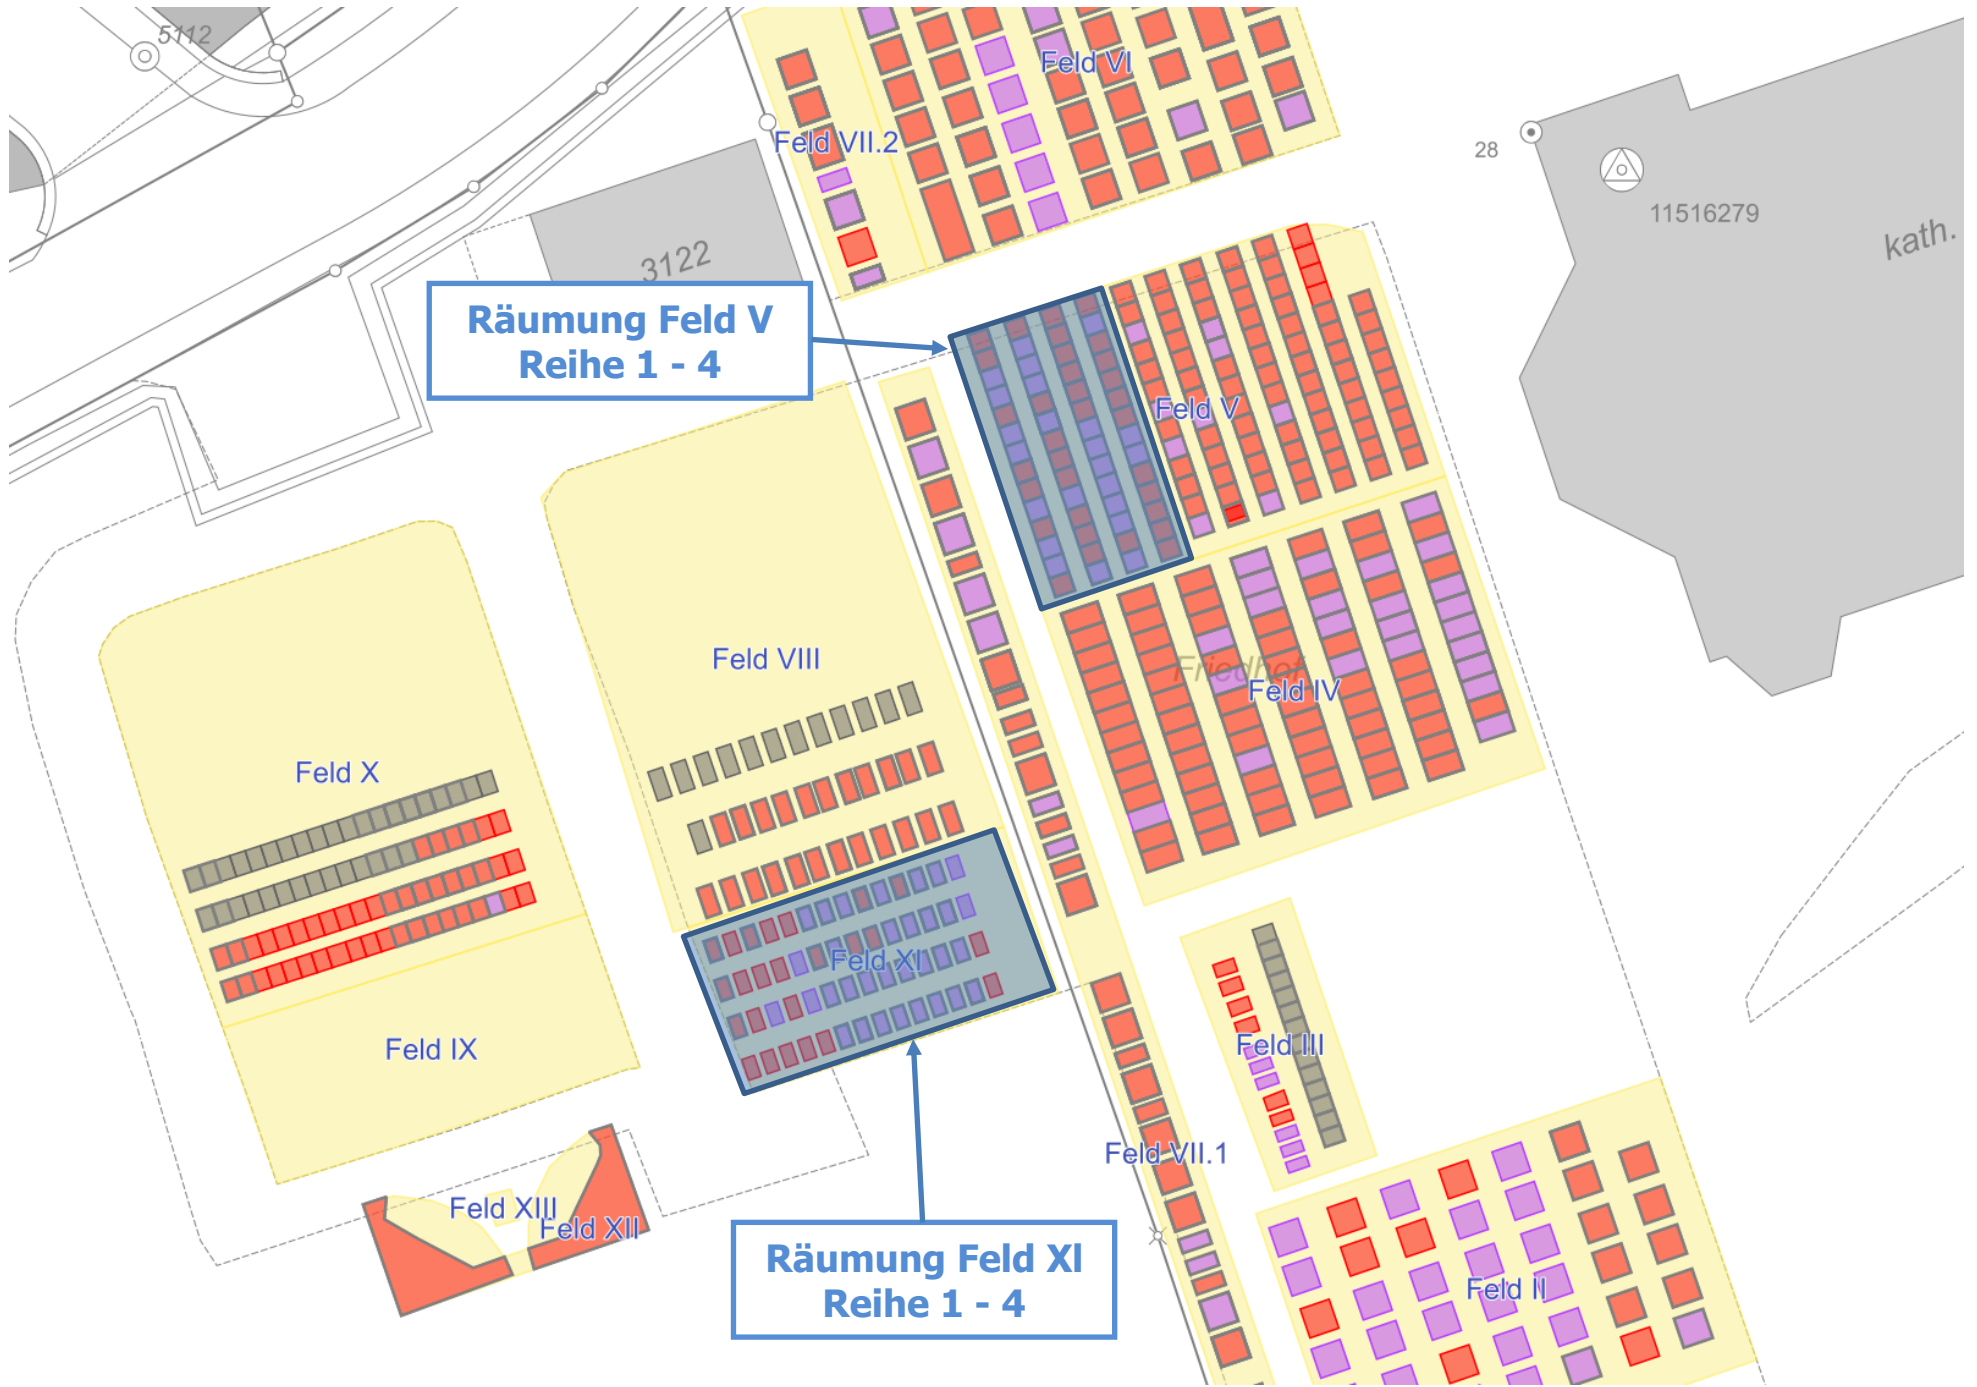 5112
Feld VI
Feld VII.2
28
11516279
kath.
3122
Räumung Feld V
Reihe 1 - 4
Feld V
Feld VIII
Friedhof
Feld IV
Feld X
Feld XI
Feld III
Feld IX
Feld VII.1
Feld XIII
Feld XII
Räumung Feld XI
Reihe 1 - 4
Feld II